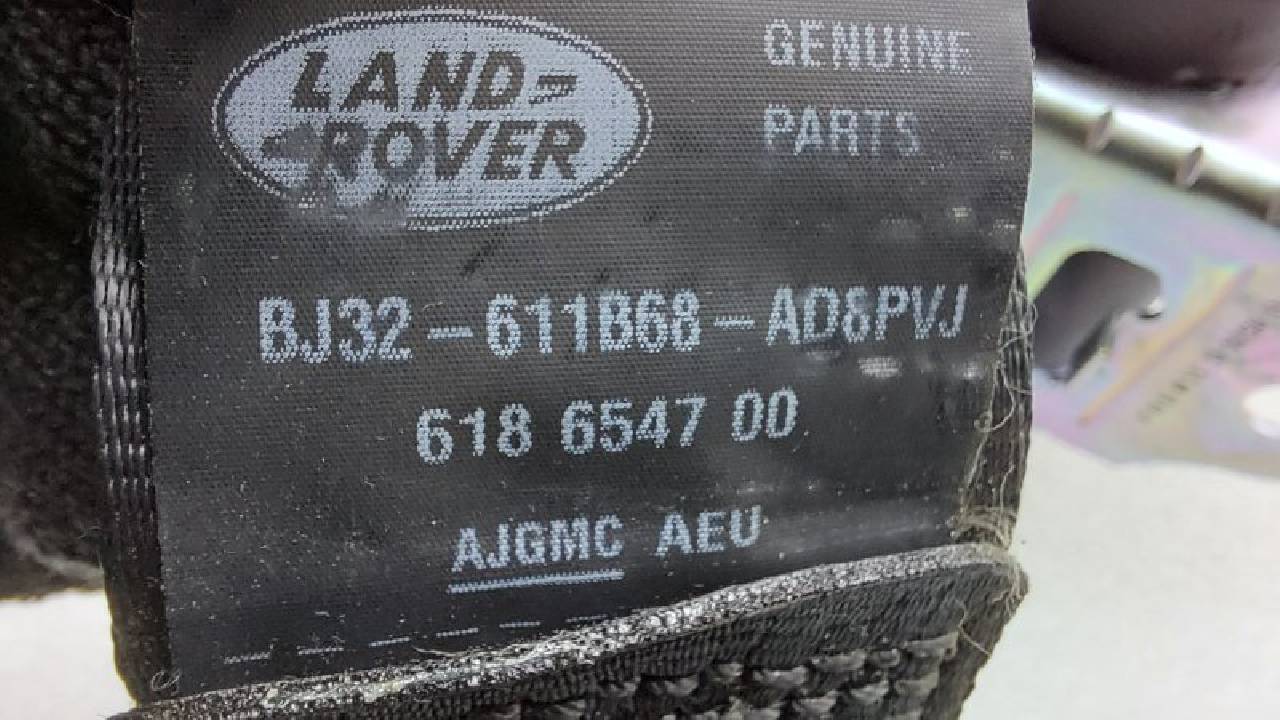 LAND-
ROVER
GENUINE
PARTS
BJ32-611B68-AD8PVJ
618 6547 00
AJGMC AEU